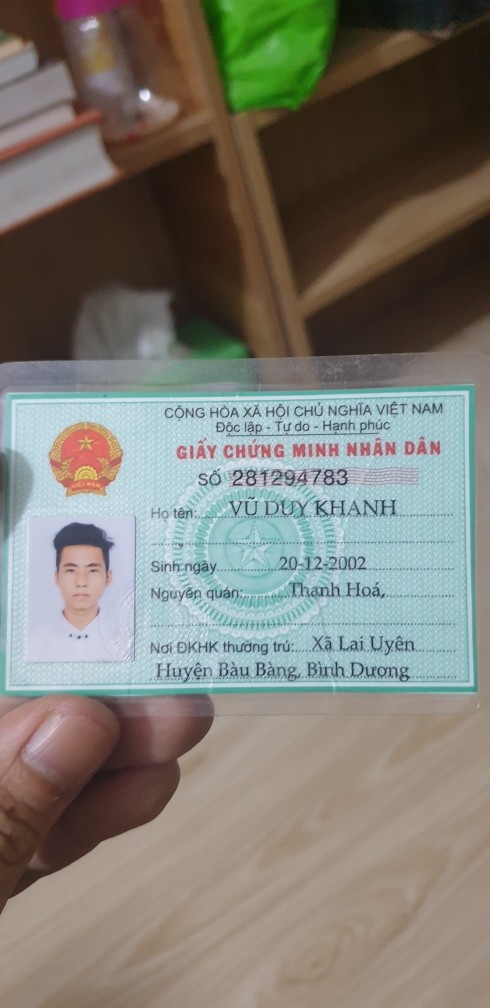 CỘNG HÒA XÃ HỘI CHỦ NGHĨA VIỆT NAM
Độc lập - Tự do - Hạnh phúc
GIẤY CHỨNG MINH NHÂN DÂN
SỐ 281294783
Họ tên: VŨ DUY KHANH
Sinh ngày 20-12-2002
Nguyên quán: Thanh Hoá,
Nơi ĐKHK thường trú: Xã Lai Uyên
Huyện Bàu Bàng, Bình Dương
VIỆT NAM